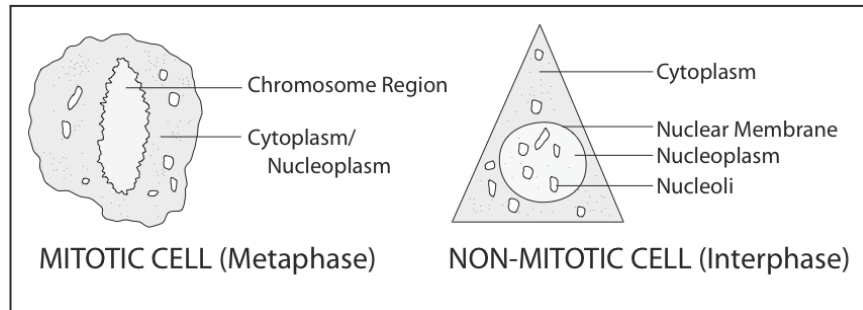 Chromosome Region
Cytoplasm/
Nucleoplasm
MITOTIC CELL (Metaphase)
Cytoplasm
Nuclear Membrane
Nucleoplasm
Nucleoli
NON-MITOTIC CELL (Interphase)